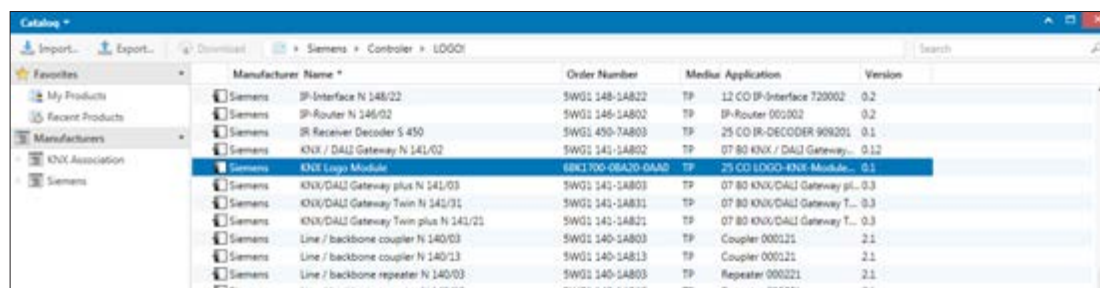 Catalog
Import... Export... Download Siemens Controler LOGO! Search
Favorites Manufacturer Name Order Number Application Version
My Products Siemens IP-Interface N 148/22 5WG1 148-1AB22 TP 12 CO IP-Interface 720002 0.2
Recent Products Siemens IP-Router N 146/02 5WG1 146-1AB02 TP IP-Router 001002 0.2
Manufacturers Siemens IR Receiver Decoder S 450 5WG1 450-7AB03 TP 25 CO IR-DECODER 909201 0.1
KNX Association Siemens KNX / DALI Gateway N 141/02 5WG1 141-1AB02 TP 07 B0 KNX / DALI Gateway... 0.12
Siemens KNX Logo Module 6BK1700-0BA20-0AA0 TP 25 CO LOGO-KNX-Module... 0.1
Siemens Siemens KNX/DALI Gateway plus N 141/03 5WG1 141-1AB03 TP 07 B0 KNX/DALI Gateway pl... 0.3
Siemens KNX/DALI Gateway Twin N 141/31 5WG1 141-1AB31 TP 07 B0 KNX/DALI Gateway T... 0.3
Siemens KNX/DALI Gateway Twin plus N 141/21 5WG1 141-1AB21 TP 07 B0 KNX/DALI Gateway T... 0.3
Siemens Line / backbone coupler N 140/03 5WG1 140-1AB03 TP Coupler 000121 2.1
Siemens Line / backbone coupler N 140/13 5WG1 140-1AB13 TP Coupler 000121 2.1
Siemens Line / backbone repeater N 140/03 5WG1 140-1AB03 TP Repeater 000221 2.1